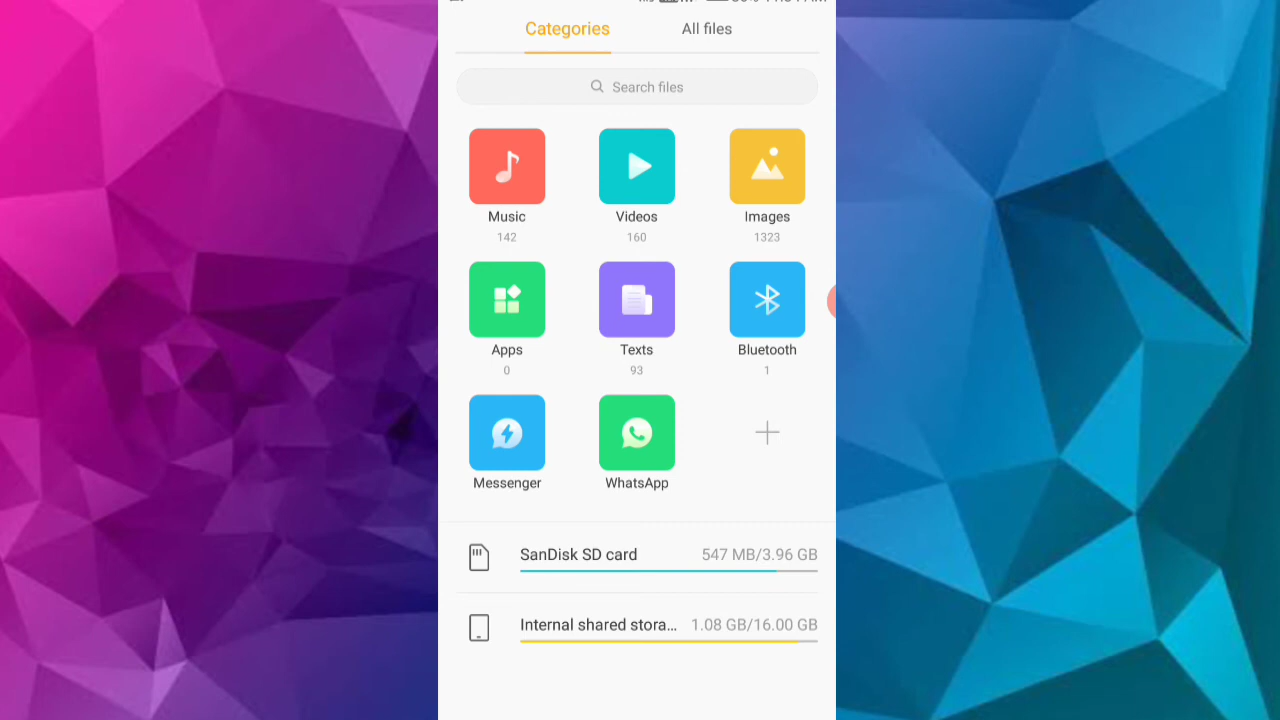 Categories All files
Search files
Music Videos Images
142 160 1323
Apps Texts Bluetooth
0 93 1
Messenger WhatsApp
SanDisk SD card 547 MB/3.96 GB
Internal shared stora... 1.08 GB/16.00 GB